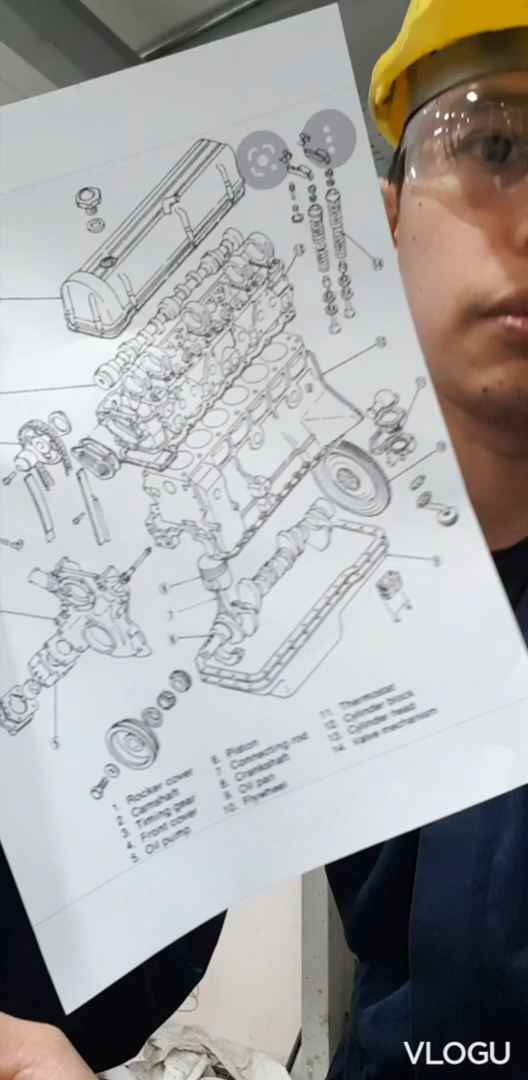 1. Rocker cover
2. Camshaft
3. Timing gear
4. Front cover
5. Oil pump
6. Piston
7. Connecting rod
8. Crankshaft
9. Oil pan
10. Flywheel
11. Thermostat
12. Cylinder block
13. Cylinder head
14. Valve mechanism
VLOGU